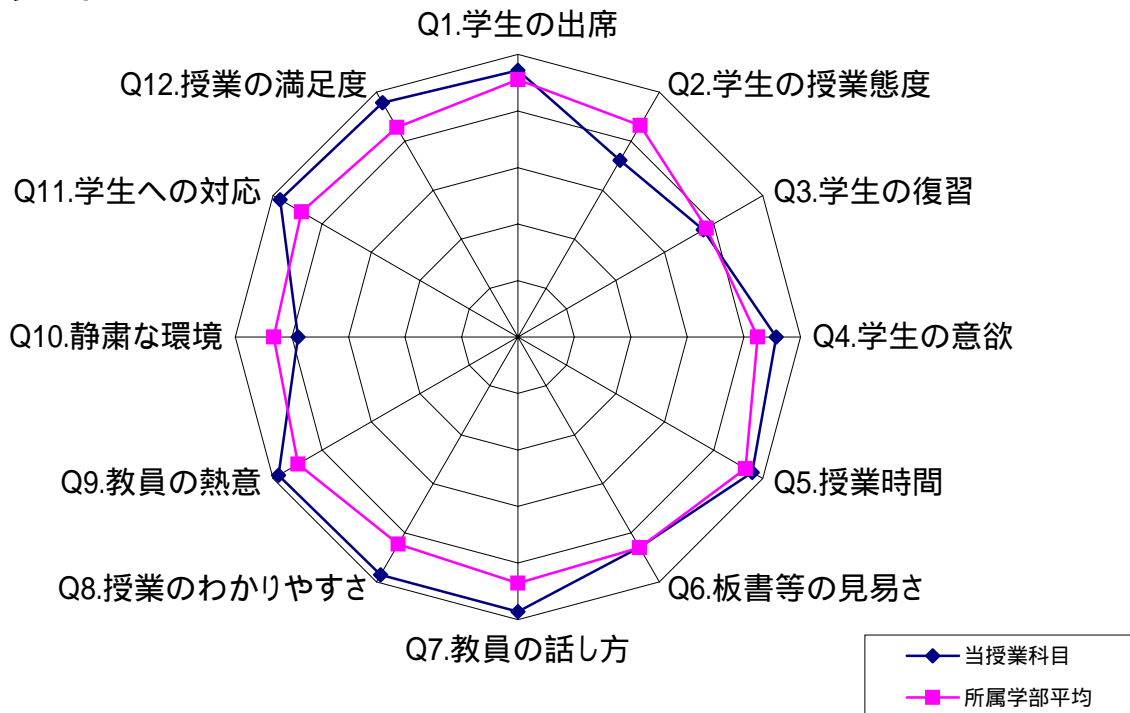 Q1.学生の出席
Q2.学生の授業態度
Q3.学生の復習
Q4.学生の意欲
Q5.授業時間
Q6.板書等の見易さ
Q7.教員の話し方
Q8.授業のわかりやすさ
Q9.教員の熱意
Q10.静粛な環境
Q11.学生への対応
Q12.授業の満足度
当授業科目
所属学部平均